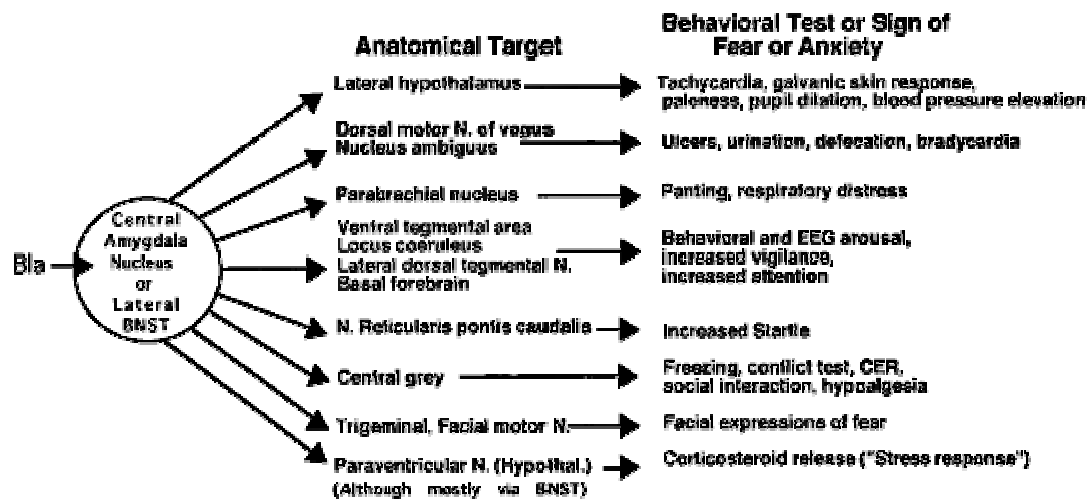 Anatomical Target
Behavioral Test or Sign of
Fear or Anxiety
Bla
Central
Amygdala
Nucleus
or
Lateral
BNST
Lateral hypothalamus
Tachycardia, galvanic skin response,
paleness, pupil dilation, blood pressure elevation
Dorsal motor N. of vagus
Nucleus ambiguus
Ulcers, urination, defecation, bradycardia
Parabrachial nucleus
Panting, respiratory distress
Ventral tegmental area
Locus coeruleus
Lateral dorsal tegmental N.
Basal forebrain
Behavioral and EEG arousal,
increased vigilance,
increased attention
N. Reticularis pontis caudalis
Increased Startle
Central grey
Freezing, conflict test, CER,
social interaction, hypoalgesia
Trigeminal, Facial motor N.
Facial expressions of fear
Paraventricular N. (Hypothal.)
(Although mostly via BNST)
Corticosteroid release ("Stress response")